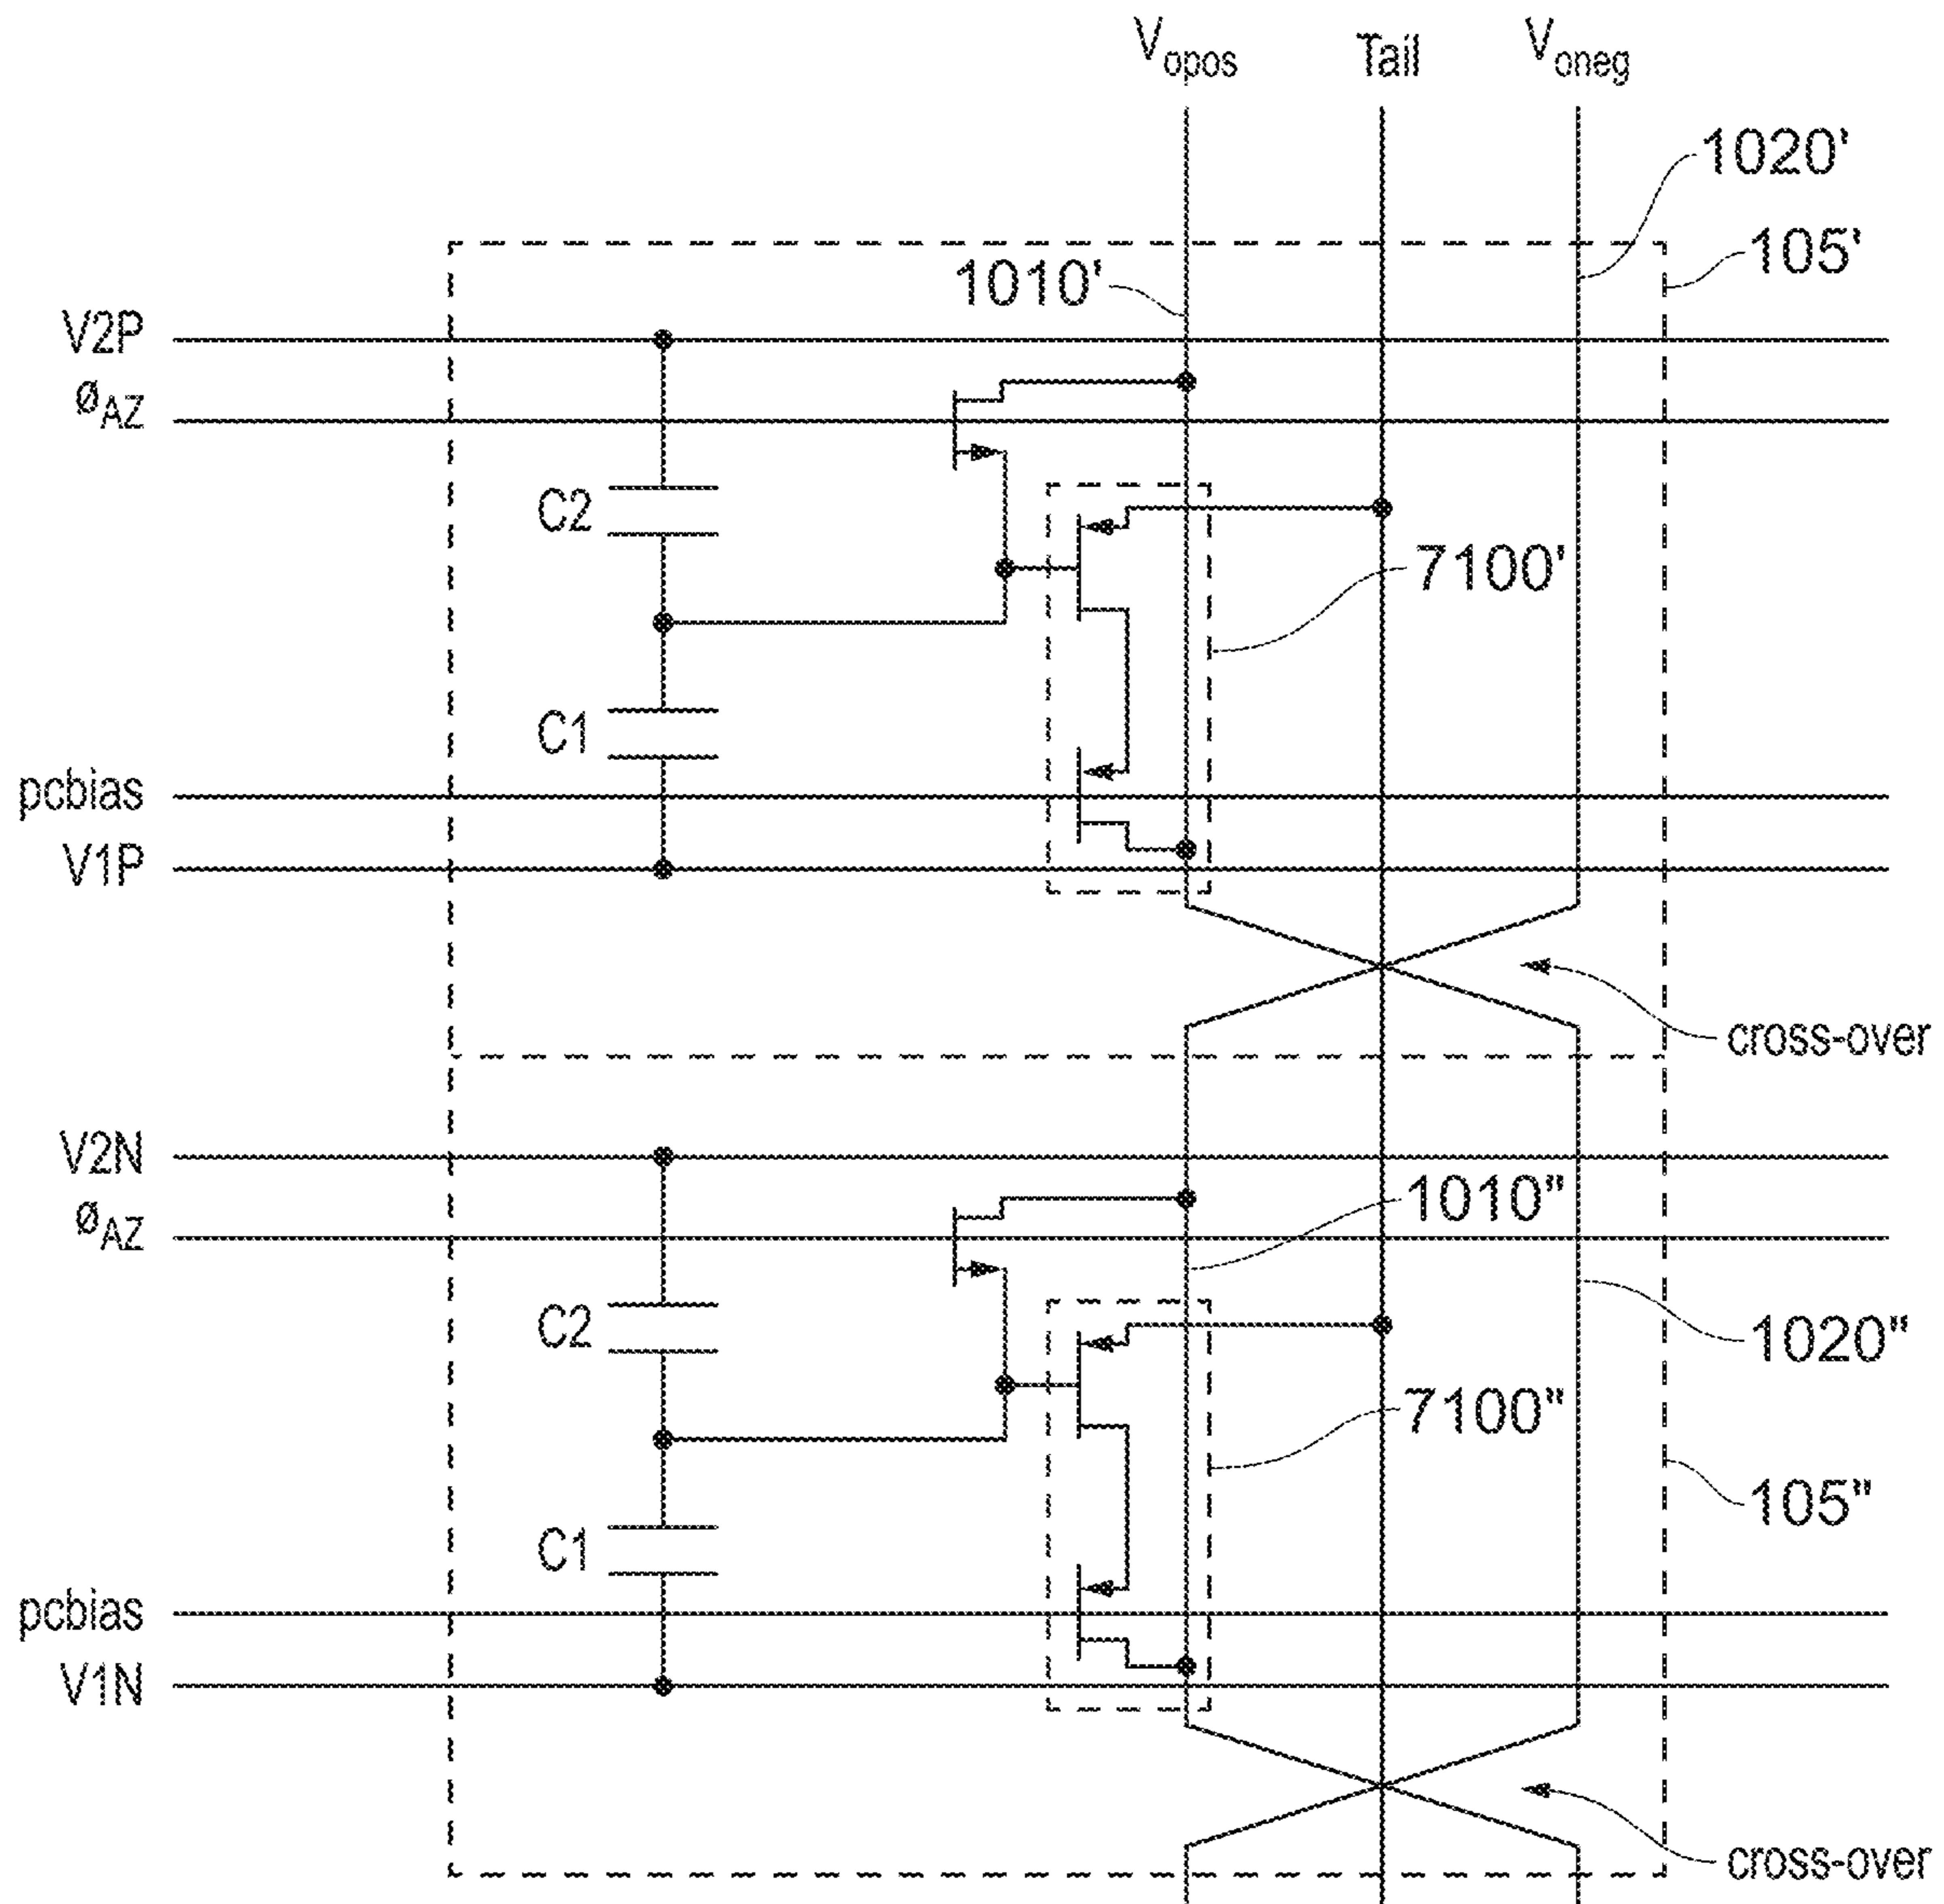 Vopos Tail Voneg
1020'
105'
1010'
V2P
øAZ
C2
7100'
C1
pcbias
V1P
cross-over
V2N
1010"
øAZ
C2
1020"
7100"
105"
C1
pcbias
V1N
cross-over